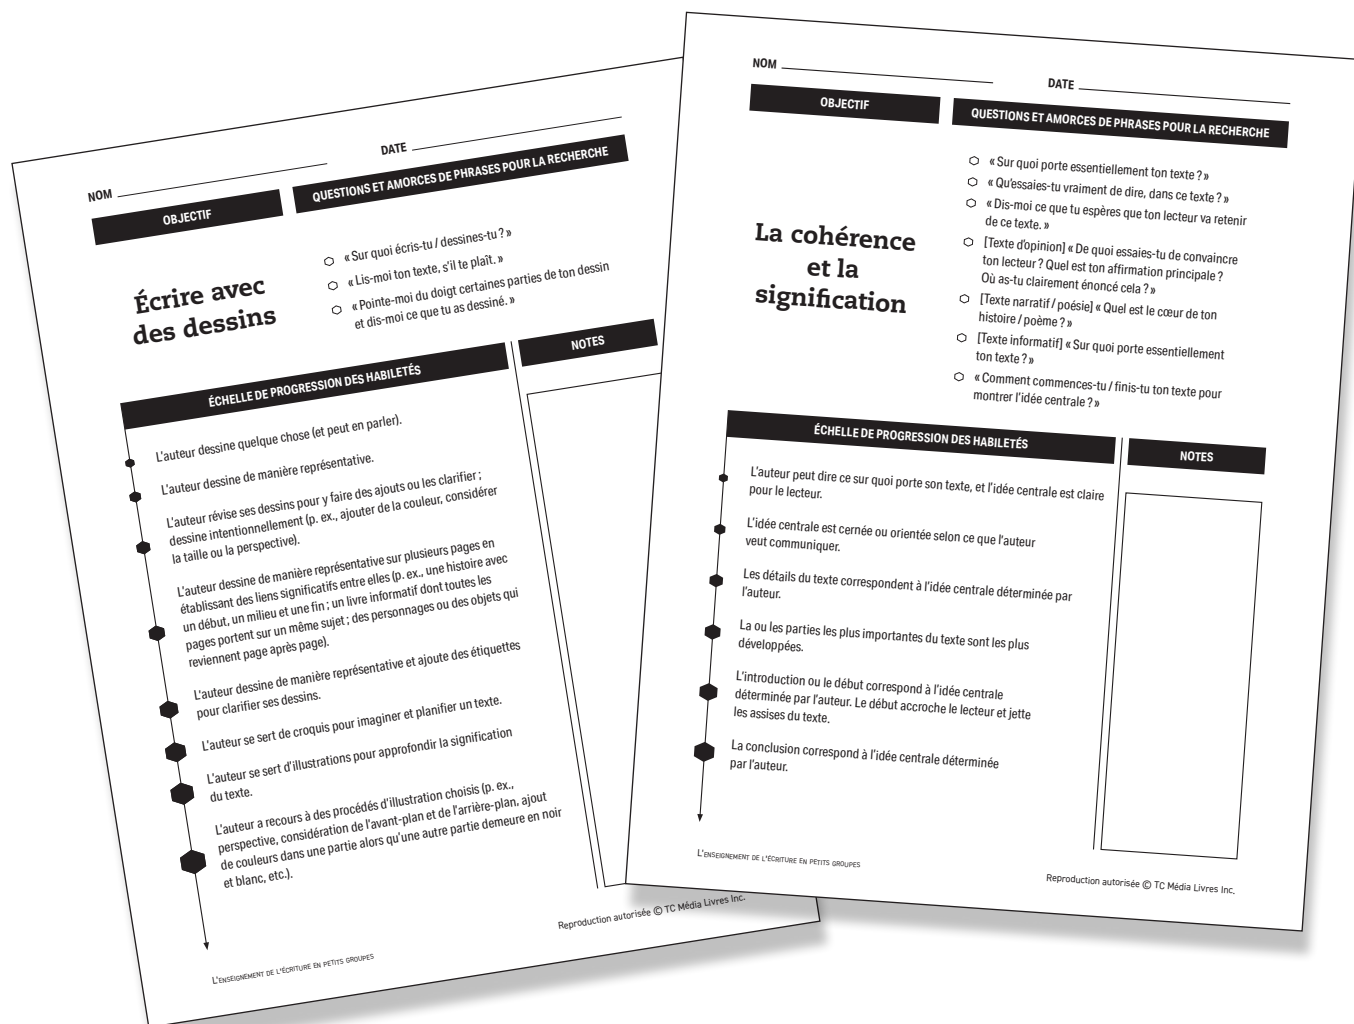 NOM
DATE
OBJECTIF
QUESTIONS ET AMORCES DE PHRASES POUR LA RECHERCHE
Écrire avec
des dessins
« Sur quoi écris-tu / dessines-tu ? »
« Lis-moi ton texte, s'il te plaît. »
« Pointe-moi du doigt certaines parties de ton dessin
et dis-moi ce que tu as dessiné. »
ÉCHELLE DE PROGRESSION DES HABILETÉS
NOTES
L'auteur dessine quelque chose (et peut en parler).
L'auteur dessine de manière représentative.
L'auteur révise ses dessins pour y faire des ajouts ou les clarifier ;
dessine intentionnellement (p. ex., ajouter de la couleur, considérer
la taille ou la perspective).
L'auteur dessine de manière représentative sur plusieurs pages en
établissant des liens significatifs entre elles (p. ex., une histoire avec
un début, un milieu et une fin ; un livre informatif dont toutes les
pages portent sur un même sujet ; des personnages ou des objets qui
reviennent page après page).
L'auteur dessine de manière représentative et ajoute des étiquettes
pour clarifier ses dessins.
L'auteur se sert de croquis pour imaginer et planifier un texte.
L'auteur se sert d'illustrations pour approfondir la signification
du texte.
L'auteur a recours à des procédés d'illustration choisis (p. ex.,
perspective, considération de l'avant-plan et de l'arrière-plan, ajout
de couleurs dans une partie alors qu'une autre partie demeure en noir
et blanc, etc.).
L'ENSEIGNEMENT DE L'ÉCRITURE EN PETITS GROUPES
Reproduction autorisée © TC Média Livres Inc.
NOM
DATE
OBJECTIF
QUESTIONS ET AMORCES DE PHRASES POUR LA RECHERCHE
La cohérence
et la
signification
« Sur quoi porte essentiellement ton texte ? »
« Qu'essaies-tu vraiment de dire, dans ce texte ? »
« Dis-moi ce que tu espères que ton lecteur va retenir
de ce texte. »
[Texte d'opinion] « De quoi essaies-tu de convaincre
ton lecteur ? Quel est ton affirmation principale ?
Où as-tu clairement énoncé cela ? »
[Texte narratif / poésie] « Quel est le cœur de ton
histoire / poème ? »
[Texte informatif] « Sur quoi porte essentiellement
ton texte ? »
« Comment commences-tu / finis-tu ton texte pour
montrer l'idée centrale ? »
ÉCHELLE DE PROGRESSION DES HABILETÉS
NOTES
L'auteur peut dire ce sur quoi porte son texte, et l'idée centrale est claire
pour le lecteur.
L'idée centrale est cernée ou orientée selon ce que l'auteur
veut communiquer.
Les détails du texte correspondent à l'idée centrale déterminée par
l'auteur.
La ou les parties les plus importantes du texte sont les plus
développées.
L'introduction ou le début correspond à l'idée centrale
déterminée par l'auteur. Le début accroche le lecteur et jette
les assises du texte.
La conclusion correspond à l'idée centrale déterminée
par l'auteur.
L'ENSEIGNEMENT DE L'ÉCRITURE EN PETITS GROUPES
Reproduction autorisée © TC Média Livres Inc.